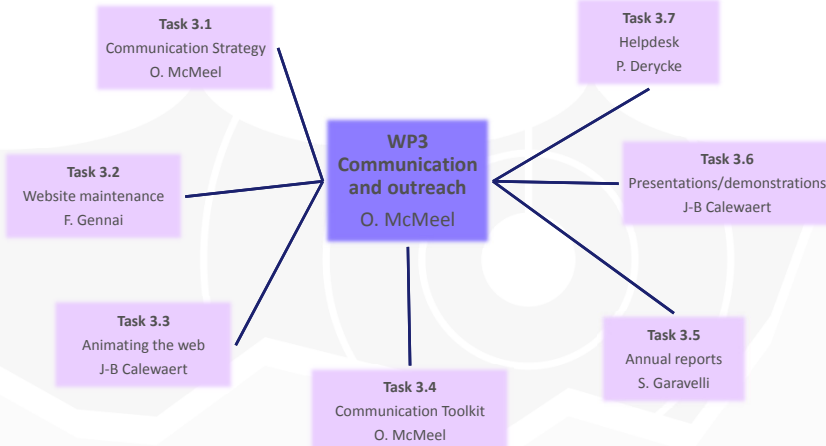 Task 3.1
Communication Strategy
O. McMeel
Task 3.7
Helpdesk
P. Derycke
WP3
Communication
and outreach
O. McMeel
Task 3.2
Website maintenance
F. Gennai
Task 3.6
Presentations/demonstrations
J-B Calewaert
Task 3.3
Animating the web
J-B Calewaert
Task 3.5
Annual reports
S. Garavelli
Task 3.4
Communication Toolkit
O. McMeel